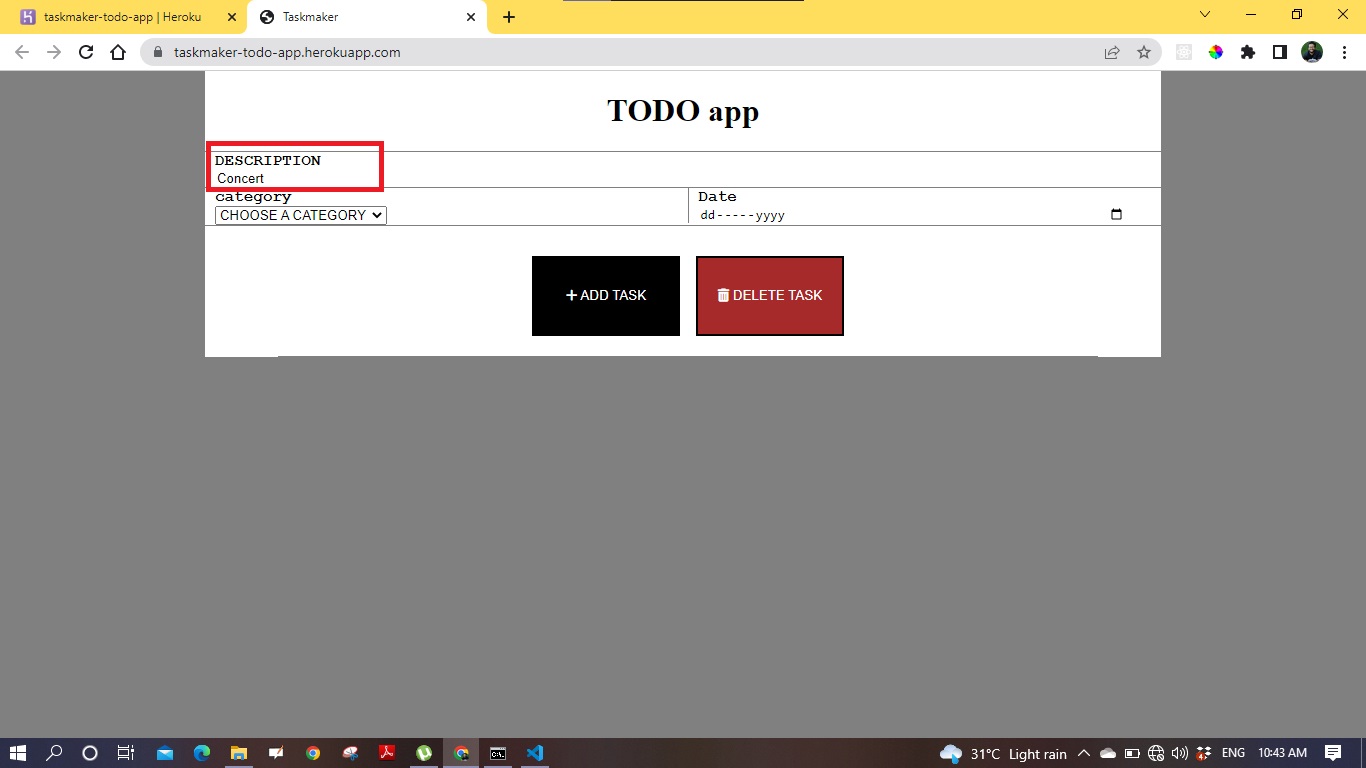 taskmaker-todo-app | Heroku
Taskmaker
taskmaker-todo-app.herokuapp.com
TODO app
DESCRIPTION
Concert
category
Date
CHOOSE A CATEGORY
dd-----yyyy
ADD TASK
DELETE TASK
31°C Light rain
ENG
10:43 AM